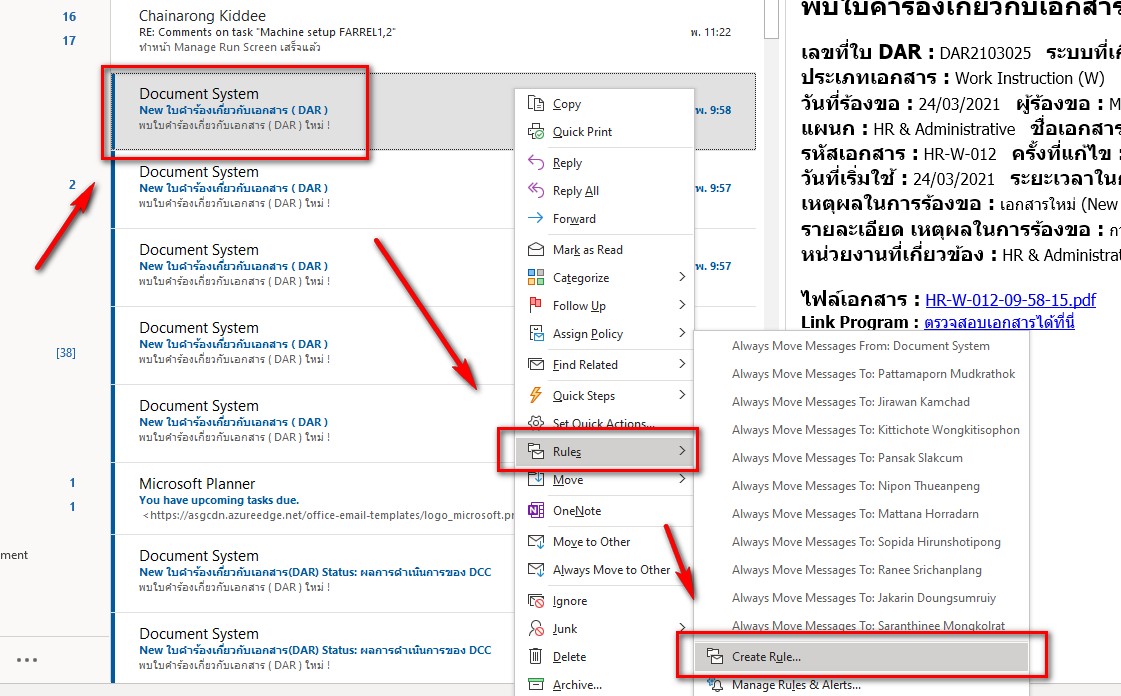 16
17
Chainarong Kiddee
RE: Comments on task "Machine setup FARREL1,2"
พ. 11:22
ทำหน้า Manage Run Screen เสร็จแล้ว
Document System
New ใบคำร้องเกี่ยวกับเอกสาร ( DAR )
พ. 9:58
พบใบคำร้องเกี่ยวกับเอกสาร ( DAR ) ใหม่ !
2
Document System
New ใบคำร้องเกี่ยวกับเอกสาร ( DAR )
พ. 9:57
พบใบคำร้องเกี่ยวกับเอกสาร ( DAR ) ใหม่ !
Document System
New ใบคำร้องเกี่ยวกับเอกสาร ( DAR )
พ. 9:57
พบใบคำร้องเกี่ยวกับเอกสาร ( DAR ) ใหม่ !
[38]
Document System
New ใบคำร้องเกี่ยวกับเอกสาร ( DAR )
พบใบคำร้องเกี่ยวกับเอกสาร ( DAR ) ใหม่ !
Document System
New ใบคำร้องเกี่ยวกับเอกสาร ( DAR )
พบใบคำร้องเกี่ยวกับเอกสาร ( DAR ) ใหม่ !
1
1
Microsoft Planner
You have upcoming tasks due.
<https://asgcdn.azureedge.net/office-email-templates/logo_microsoft.pn
ment
Document System
New ใบคำร้องเกี่ยวกับเอกสาร(DAR) Status: ผลการดำเนินการของ DCC
พบใบคำร้องเกี่ยวกับเอกสาร ( DAR ) ใหม่ !
Document System
New ใบคำร้องเกี่ยวกับเอกสาร(DAR) Status: ผลการดำเนินการของ DCC
พบใบคำร้องเกี่ยวกับเอกสาร ( DAR ) ใหม่ !
Copy
Quick Print
Reply
Reply All
Forward
Mark as Read
Categorize
Follow Up
Assign Policy
Find Related
Quick Steps
Set Quick Actions...
Rules
Move
OneNote
Move to Other
Always Move to Other
Ignore
Junk
Delete
Archive...
Always Move Messages From: Document System
Always Move Messages To: Pattamaporn Mudkrathok
Always Move Messages To: Jirawan Kamchad
Always Move Messages To: Kittichote Wongkitisophon
Always Move Messages To: Pansak Slakcum
Always Move Messages To: Nipon Thueanpeng
Always Move Messages To: Mattana Horradarn
Always Move Messages To: Sopida Hirunshotipong
Always Move Messages To: Ranee Srichanplang
Always Move Messages To: Jakarin Doungsumruiy
Always Move Messages To: Saranthinee Mongkolrat
Create Rule...
Manage Rules & Alerts...
พบใบคำร้องเกี่ยวกับเอกสาร
เลขที่ใบ DAR : DAR2103025 ระบบที่เกี่
ประเภทเอกสาร : Work Instruction (W)
วันที่ร้องขอ : 24/03/2021 ผู้ร้องขอ : M
แผนก : HR & Administrative ชื่อเอกสาร
รหัสเอกสาร : HR-W-012 ครั้งที่แก้ไข :
วันที่เริ่มใช้ : 24/03/2021 ระยะเวลาใน
เหตุผลในการร้องขอ : เอกสารใหม่ (New
รายละเอียด เหตุผลในการร้องขอ :
หน่วยงานที่เกี่ยวข้อง : HR & Administrat
ไฟล์เอกสาร : HR-W-012-09-58-15.pdf
Link Program : ตรวจสอบเอกสารได้ที่นี่